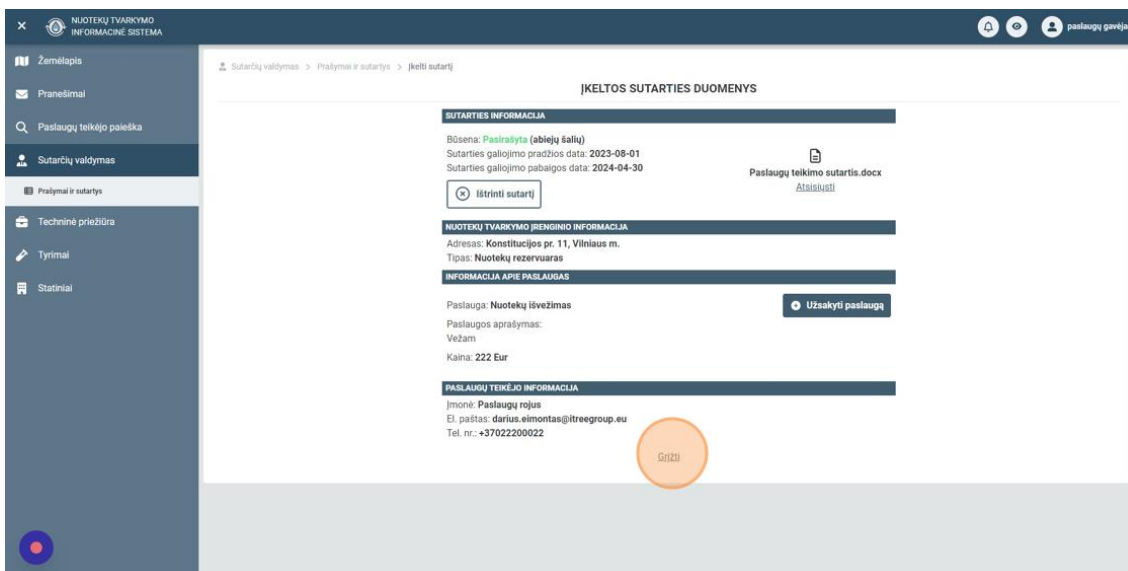 NUOTEKŲ TVARKYMO
INFORMACINĖ SISTEMA
paslaugų gavėja
Žemėlapis
Pranešimai
Paslaugų teikėjo paieška
Sutarčių valdymas
Prašymai ir sutartys
Techninė priežiūra
Tyrimai
Statiniai
Sutarčių valdymas > Prašymai ir sutartys > Įkelti sutartį
ĮKELTOS SUTARTIES DUOMENYS
SUTARTIES INFORMACIJA
Būsena: Pasirašyta (abiejų šalių)
Sutarties galiojimo pradžios data: 2023-08-01
Sutarties galiojimo pabaigos data: 2024-04-30
Ištrinti sutartį
Paslaugų teikimo sutartis.docx
Atsisiųsti
NUOTEKŲ TVARKYMO ĮRENGINIO INFORMACIJA
Adresas: Konstitucijos pr. 11, Vilniaus m.
Tipas: Nuotekų rezervuaras
INFORMACIJA APIE PASLAUGAS
Paslauga: Nuotekų išvežimas
Užsakyti paslaugą
Paslaugos aprašymas:
Vežam
Kaina: 222 Eur
PASLAUGŲ TEIKĖJO INFORMACIJA
Įmonė: Paslaugų rojus
El. paštas: darius.eimontas@itreegroup.eu
Tel. nr.: +37022200022
Grįžti